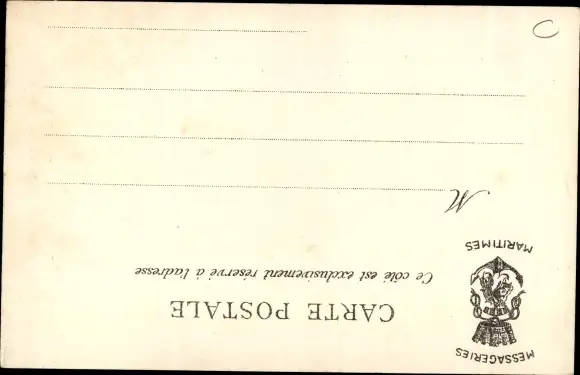 MESSAGERIES
MARITIMES
CARTE POSTALE
Ce côté est exclusivement réservé à l'adresse
M
C